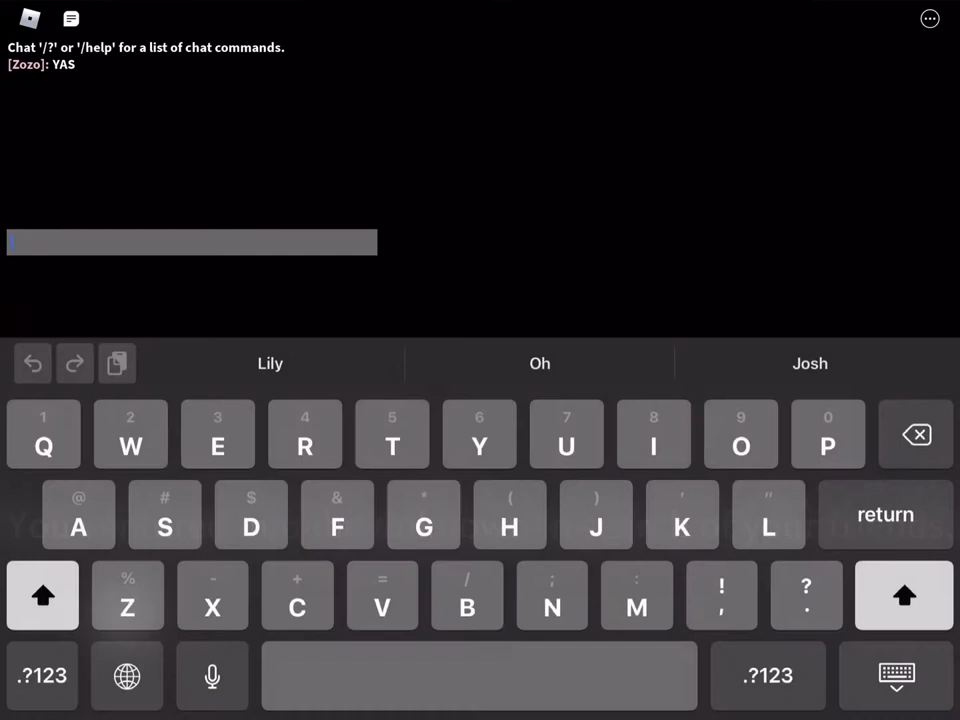 Chat '/?' or '/help' for a list of chat commands.
[Zozo]: YAS
Lily Oh Josh
1 2 3 4 5 6 7 8 9 0
Q W E R T Y U I O P
@ # $ & * ( ) ' "
A S D F G H J K L return
% - + = / ; : ! ?
Z X C V B N M , .
.?123 .?123